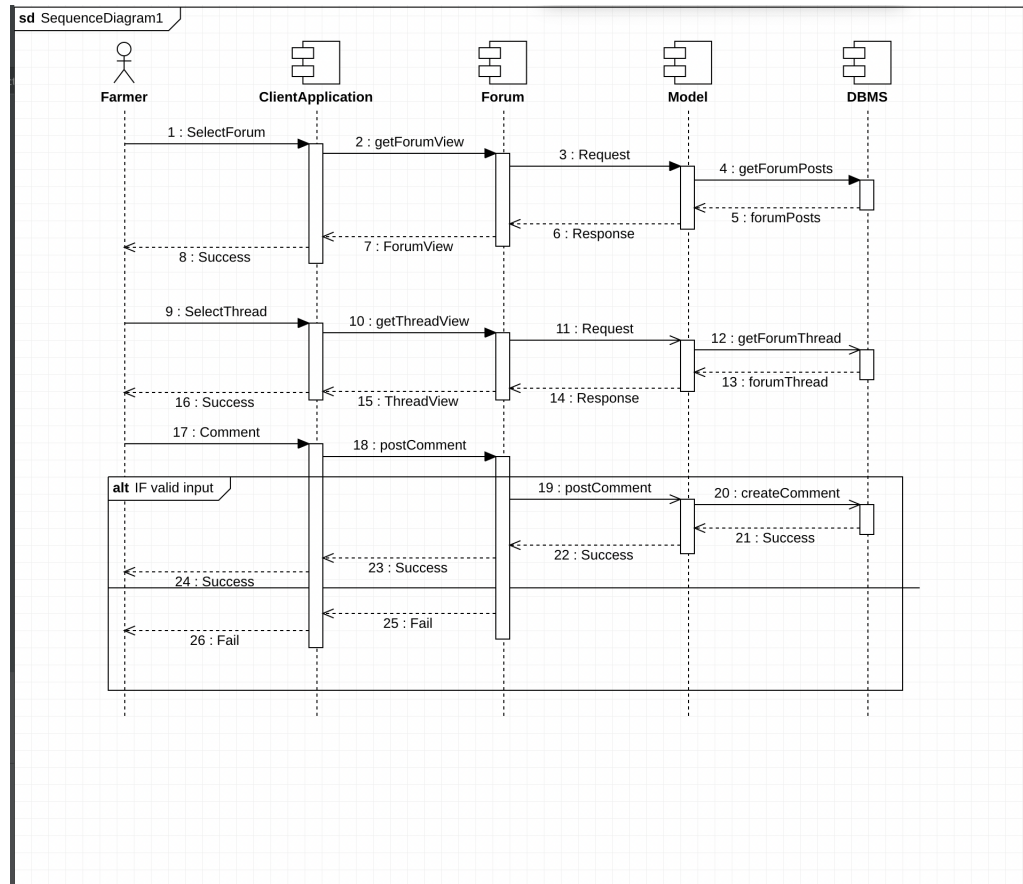 sd SequenceDiagram1
Farmer
ClientApplication
Forum
Model
DBMS
1 : SelectForum
2 : getForumView
3 : Request
4 : getForumPosts
5 : forumPosts
6 : Response
7 : ForumView
8 : Success
9 : SelectThread
10 : getThreadView
11 : Request
12 : getForumThread
13 : forumThread
14 : Response
15 : ThreadView
16 : Success
17 : Comment
18 : postComment
alt IF valid input
19 : postComment
20 : createComment
21 : Success
22 : Success
23 : Success
24 : Success
25 : Fail
26 : Fail